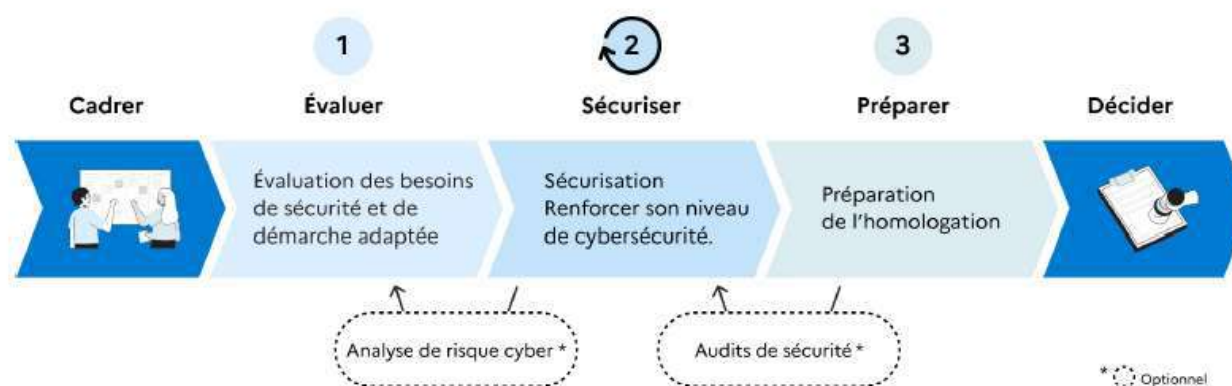 1
2
3
Cadrer
Évaluer
Sécuriser
Préparer
Décider
Évaluation des besoins
de sécurité et de
démarche adaptée
Sécurisation
Renforcer son niveau
de cybersécurité.
Préparation
de l'homologation
Analyse de risque cyber *
Audits de sécurité *
* Optionnel